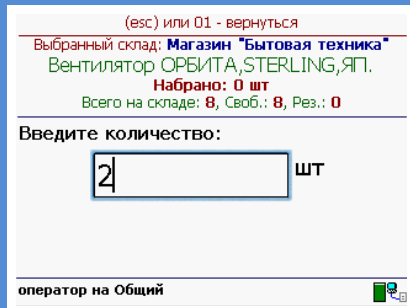 (esc) или 01 - вернуться
Выбранный склад: Магазин "Бытовая техника"
Вентилятор ОРБИТА,STERLING,ЯП.
Набрано: 0 шт
Всего на складе: 8, Своб.: 8, Рез.: 0
Введите количество:
2 шт
оператор на Общий